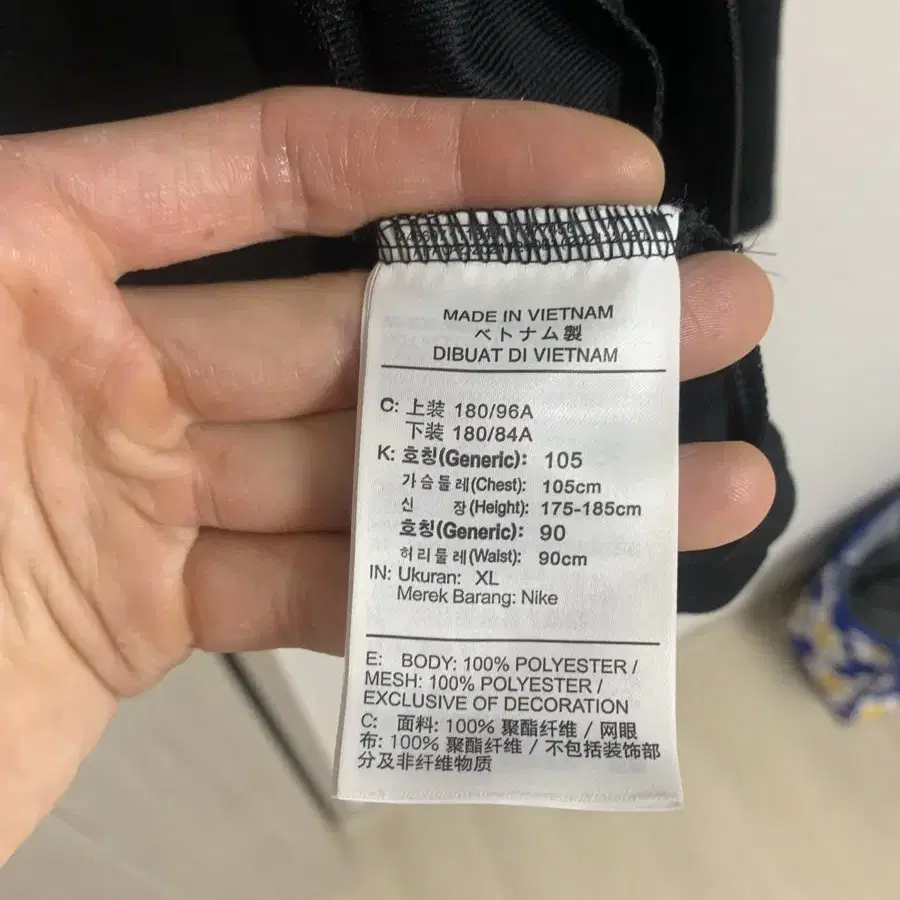 MADE IN VIETNAM
ベトナム製
DIBUAT DI VIETNAM
C: 上装 180/96A
下装 180/84A
K: 호칭(Generic): 105
가슴둘레(Chest): 105cm
신 장(Height): 175-185cm
호칭(Generic): 90
허리둘레(Waist): 90cm
IN: Ukuran: XL
Merek Barang: Nike
E: BODY: 100% POLYESTER /
MESH: 100% POLYESTER /
EXCLUSIVE OF DECORATION
C: 面料: 100% 聚酯纤维 / 网眼
布: 100% 聚酯纤维 / 不包括装饰部
分及非纤维物质